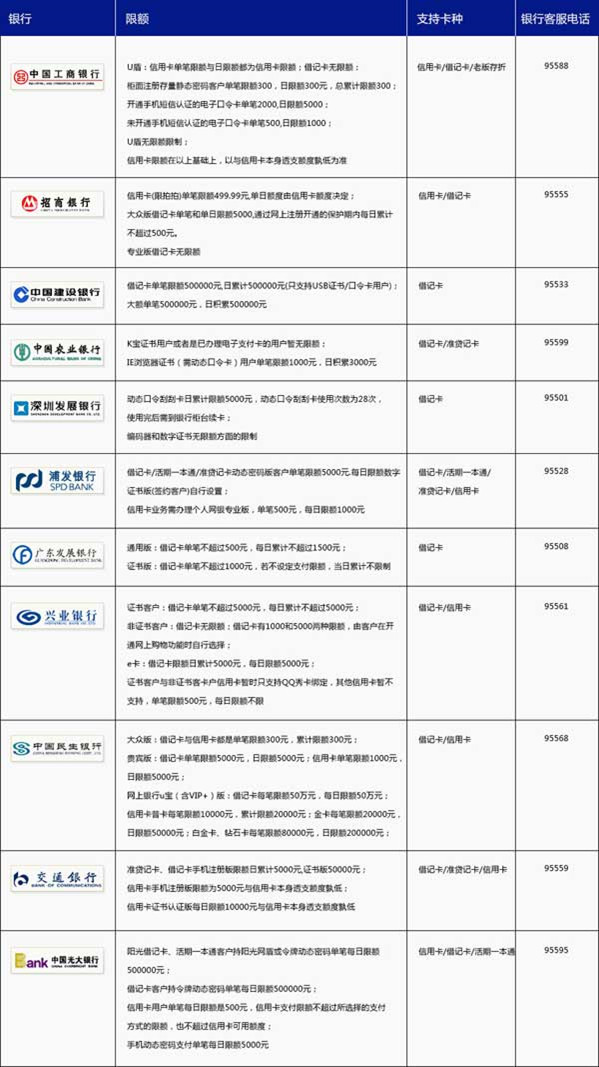 银行 限额 支持卡种 银行客服电话
中国工商银行
U盾：信用卡单笔限额与日限额都为信用卡限额；借记卡无限额；
柜面注册存量静态密码客户单笔限额300，日限额300元，总累计限额300；
开通手机短信认证的电子口令卡单笔2000,日限额5000；
未开通手机短信认证的电子口令卡单笔500,日限额1000；
U盾无限额限制；
信用卡限额在以上基础上，以与信用卡本身透支额度孰低为准
信用卡/借记卡/老版存折
95588
招商银行
信用卡(限拍拍)单笔限额499.99元,单日额度由信用卡额度决定；
大众版借记卡单笔和单日限额5000,通过网上注册开通的保护期内每日累计
不超过500元。
专业版借记卡无限额
信用卡/借记卡
95555
中国建设银行
China Construction Bank
借记卡单笔限额500000元,日累计500000元(只支持USB证书/口令卡用户)；
大额单笔500000元，日积累500000元
借记卡
95533
中国农业银行
AGRICULTURAL BANK OF CHINA
K宝证书用户或者是已办理电子支付卡的用户暂无限额；
IE浏览器证书（需动态口令卡）用户单笔限额1000元，日积累3000元
借记卡/准贷记卡
95599
深圳发展银行
SHENZHEN DEVELOPMENT BANK CO., LTD.
动态口令刮刮卡日累计限额5000元，动态口令刮刮卡使用次数为28次，
使用完后需到银行柜台续卡；
编码器和数字证书无限额方面的限制
借记卡
95501
浦发银行
SPD BANK
借记卡/活期一本通/准贷记卡动态密码版客户单笔限额5000元.每日限额数字
证书版(签约客户)自行设置；
信用卡业务需办理个人网银专业版，单笔500元，每日限额1000元
借记卡/活期一本通/
准贷记卡/信用卡
95528
广东发展银行
GUANGDONG DEVELOPMENT BANK
通用版：借记卡单笔不超过500元，每日累计不超过1500元；
证书版：借记卡单笔不超过1000元，若不设定支付限额，当日累计不限制
借记卡
95508
兴业银行
证书客户：借记卡单笔不超过5000元，每日累计不超过5000元；
非证书客户：借记卡无限额；借记卡有1000和5000两种限额，由客户在开
通网上购物功能时自行选择；
e卡：借记卡限额日累计5000元，每日限额5000元；
证书客户与非证书客卡户信用卡暂时只支持QQ秀卡绑定，其他信用卡暂不
支持，单笔限额500元，每日限额不限
借记卡/信用卡
95561
中国民生银行
大众版：借记卡与信用卡都是单笔限额300元，累计限额300元；
贵宾版：借记卡单笔限额5000元，日限额5000元；信用卡单笔限额1000元，
日限额5000元；
网上银行u宝（含VIP+）版：借记卡每笔限额50万元，每日限额50万元；
信用卡普卡每笔限额10000元，累计限额20000元；金卡每笔限额20000元，
日限额50000元；白金卡、钻石卡每笔限额80000元，日限额200000元；
借记卡/信用卡
95568
交通银行
BANK OF COMMUNICATIONS
准贷记卡、借记卡手机注册版限额日累计5000元,证书版50000元；
信用卡手机注册版限额为5000元与信用卡本身透支额度孰低；
信用卡证书认证版每日限额10000元与信用卡本身透支额度孰低
借记卡/准贷记卡/信用卡
95559
Bank 中国光大银行
CHINA EVERBRIGHT BANK
阳光借记卡、活期一本通客户持阳光网盾或令牌动态密码单笔每日限额
500000元；
借记卡客户持令牌动态密码单笔每日限额500000元；
信用卡用户单笔每日限额是500元，信用卡支付限额不超过所选择的支付
方式的限额，也不超过信用卡可用额度；
手机动态密码支付单笔每日限额5000元
信用卡/借记卡/活期一本通
95595